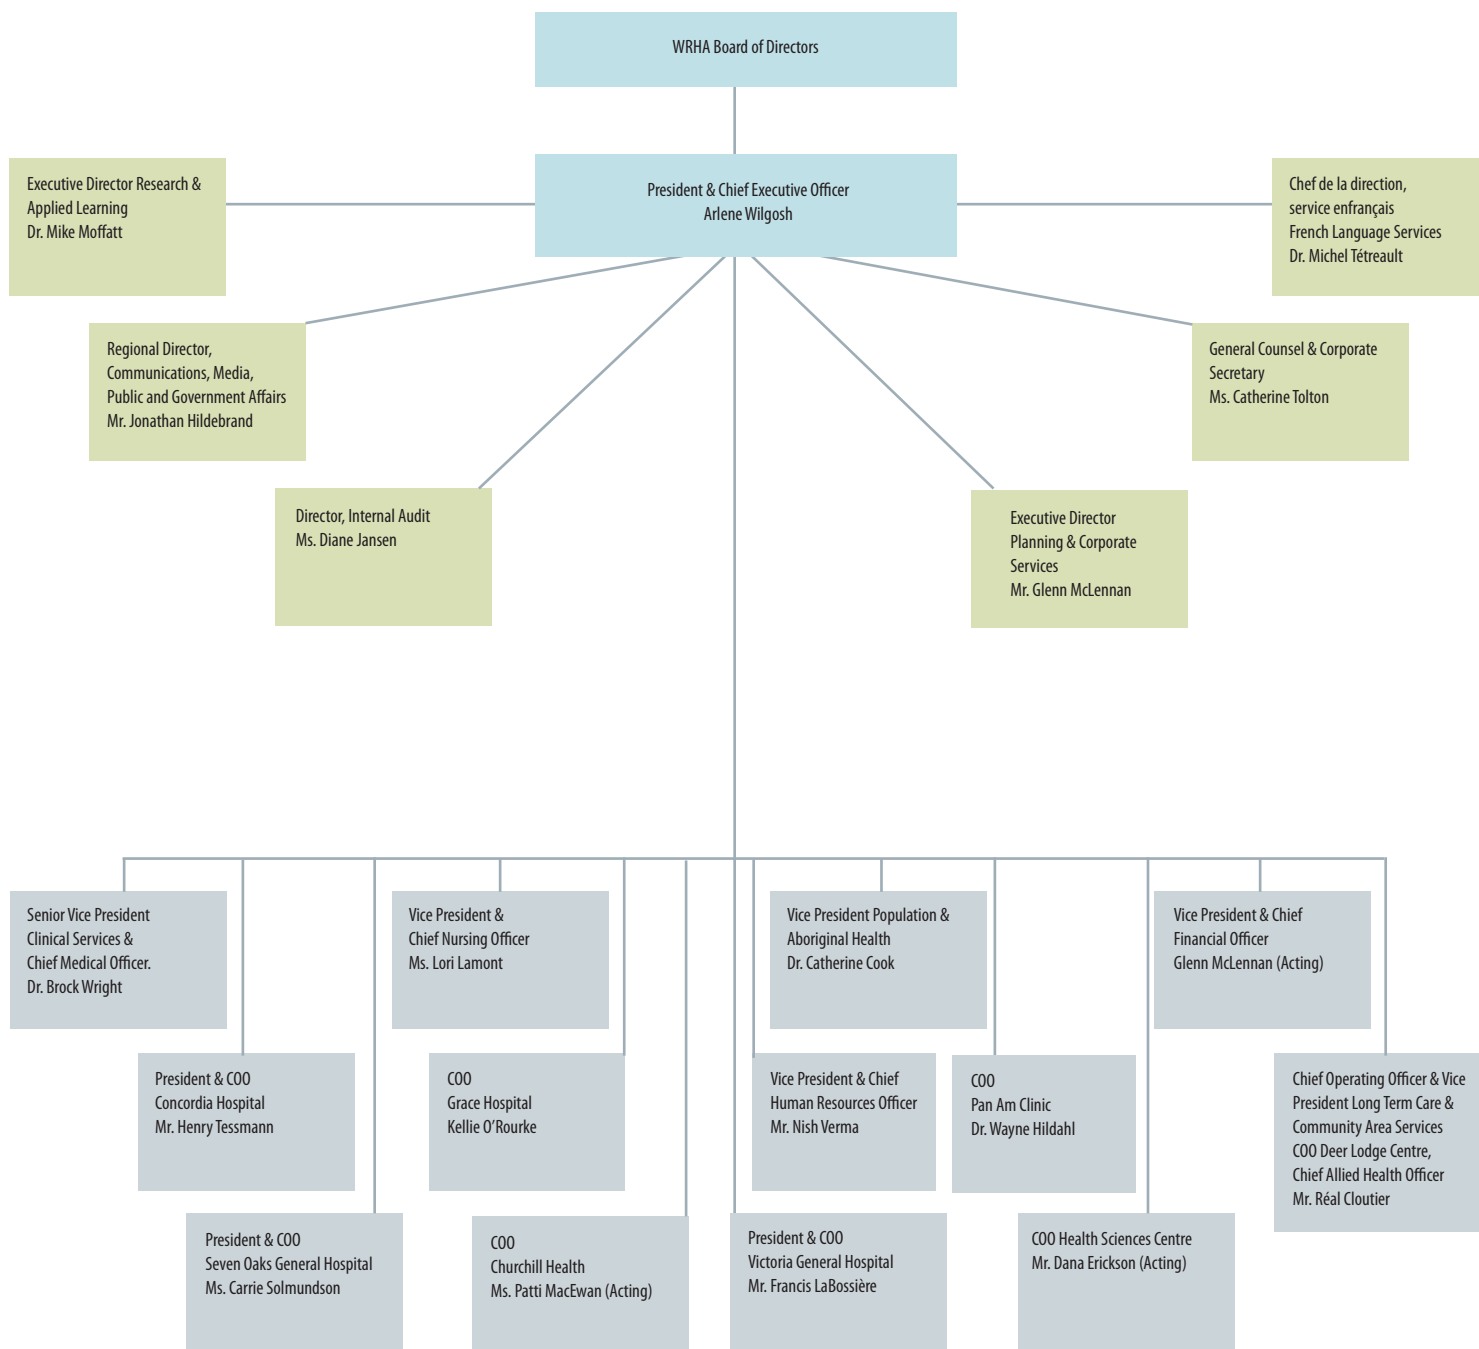 WRHA Board of Directors
President & Chief Executive Officer
Arlene Wilgosh
Executive Director Research &
Applied Learning
Dr. Mike Moffatt
Chef de la direction,
service enfrançais
French Language Services
Dr. Michel Tétreault
Regional Director,
Communications, Media,
Public and Government Affairs
Mr. Jonathan Hildebrand
General Counsel & Corporate
Secretary
Ms. Catherine Tolton
Director, Internal Audit
Ms. Diane Jansen
Executive Director
Planning & Corporate
Services
Mr. Glenn McLennan
Senior Vice President
Clinical Services &
Chief Medical Officer.
Dr. Brock Wright
Vice President &
Chief Nursing Officer
Ms. Lori Lamont
Vice President Population &
Aboriginal Health
Dr. Catherine Cook
Vice President & Chief
Financial Officer
Glenn McLennan (Acting)
President & COO
Concordia Hospital
Mr. Henry Tessmann
COO
Grace Hospital
Kellie O’Rourke
Vice President & Chief
Human Resources Officer
Mr. Nish Verma
COO
Pan Am Clinic
Dr. Wayne Hildahl
Chief Operating Officer & Vice
President Long Term Care &
Community Area Services
COO Deer Lodge Centre,
Chief Allied Health Officer
Mr. Réal Cloutier
President & COO
Seven Oaks General Hospital
Ms. Carrie Solmundson
COO
Churchill Health
Ms. Patti MacEwan (Acting)
President & COO
Victoria General Hospital
Mr. Francis LaBossière
COO Health Sciences Centre
Mr. Dana Erickson (Acting)